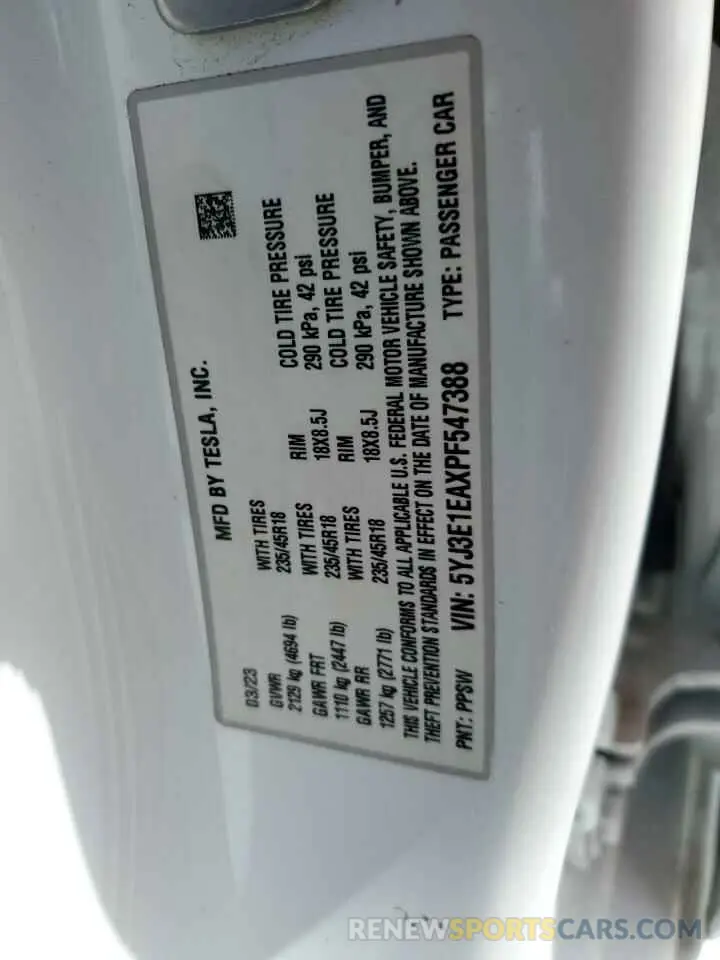 MFD BY TESLA, INC.
03/23
GVWR WITH TIRES RIM COLD TIRE PRESSURE
2129 kg (4694 lb) 235/45R18 18X8.5J 290 kPa, 42 psi
GAWR FRT WITH TIRES RIM COLD TIRE PRESSURE
1110 kg (2447 lb) 235/45R18 18X8.5J 290 kPa, 42 psi
GAWR RR WITH TIRES
1257 kg (2771 lb) 235/45R18
THIS VEHICLE CONFORMS TO ALL APPLICABLE U.S. FEDERAL MOTOR VEHICLE SAFETY, BUMPER, AND
THEFT PREVENTION STANDARDS IN EFFECT ON THE DATE OF MANUFACTURE SHOWN ABOVE.
PNT: PPSW VIN: 5YJ3E1EAXPF547388 TYPE: PASSENGER CAR
RENEWSPORTSCARS.COM